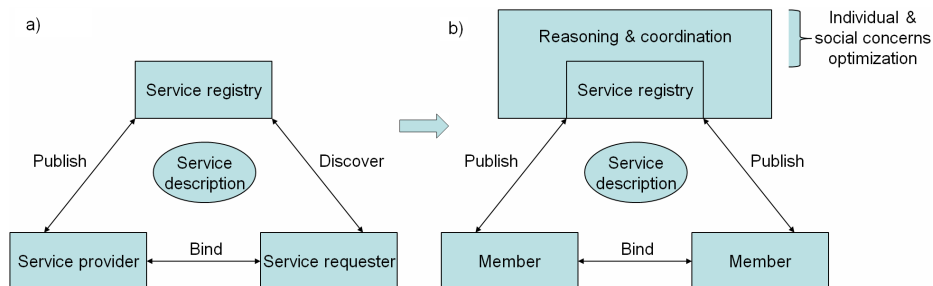 a)
Service registry
Publish
Discover
Service
description
Service provider
Bind
Service requester
b)
Reasoning & coordination
Service registry
Individual &
social concerns
optimization
Publish
Publish
Service
description
Member
Bind
Member